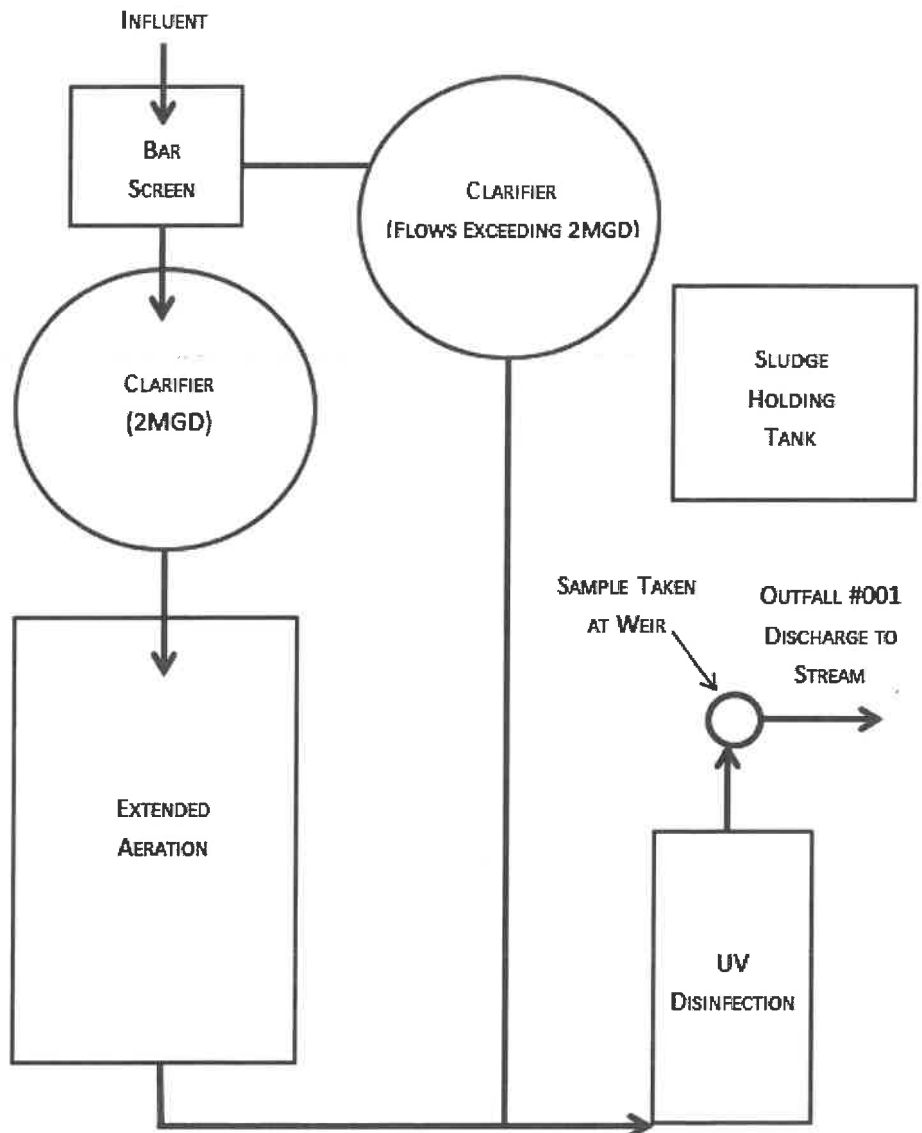 INFLUENT
BAR
SCREEN
CLARIFIER
(FLOWS EXCEEDING 2MGD)
CLARIFIER
(2MGD)
SLUDGE
HOLDING
TANK
SAMPLE TAKEN
AT WEIR
OUTFALL #001
DISCHARGE TO
STREAM
EXTENDED
AERATION
UV
DISINFECTION